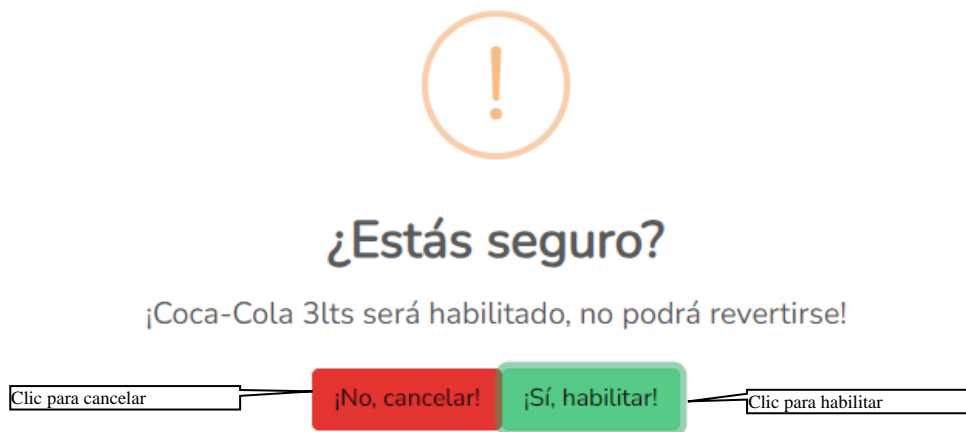 !
¿Estás seguro?
¡Coca-Cola 3lts será habilitado, no podrá revertirse!
Clic para cancelar
¡No, cancelar!
¡Sí, habilitar!
Clic para habilitar